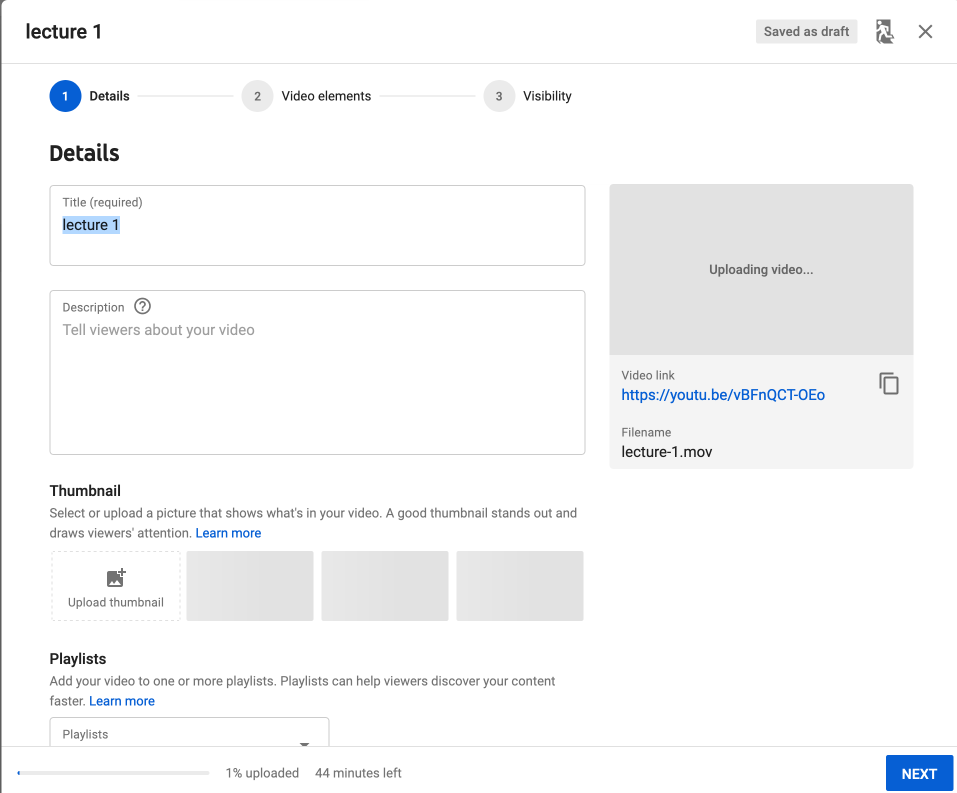 lecture 1
Saved as draft
1 Details
2 Video elements
3 Visibility
Details
Title (required)
lecture 1
Description ?
Tell viewers about your video
Uploading video...
Video link
https://youtu.be/vBFnQCT-OEo
Filename
lecture-1.mov
Thumbnail
Select or upload a picture that shows what's in your video. A good thumbnail stands out and
draws viewers' attention. Learn more
Upload thumbnail
Playlists
Add your video to one or more playlists. Playlists can help viewers discover your content
faster. Learn more
Playlists
1% uploaded 44 minutes left
NEXT